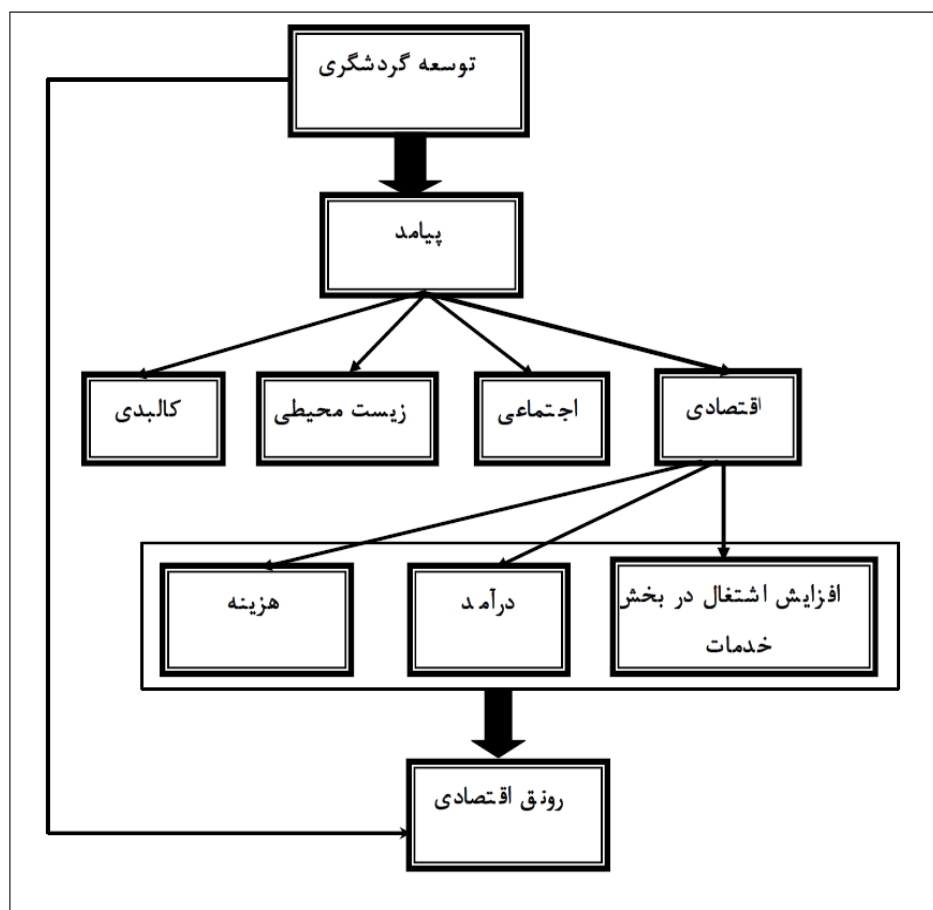 توسعه گردشگری
پیامد
اقتصادی
اجتماعی
زیست محیطی
کالبدی
افزایش اشتغال در بخش
خدمات
درآمد
هزینه
رونق اقتصادی